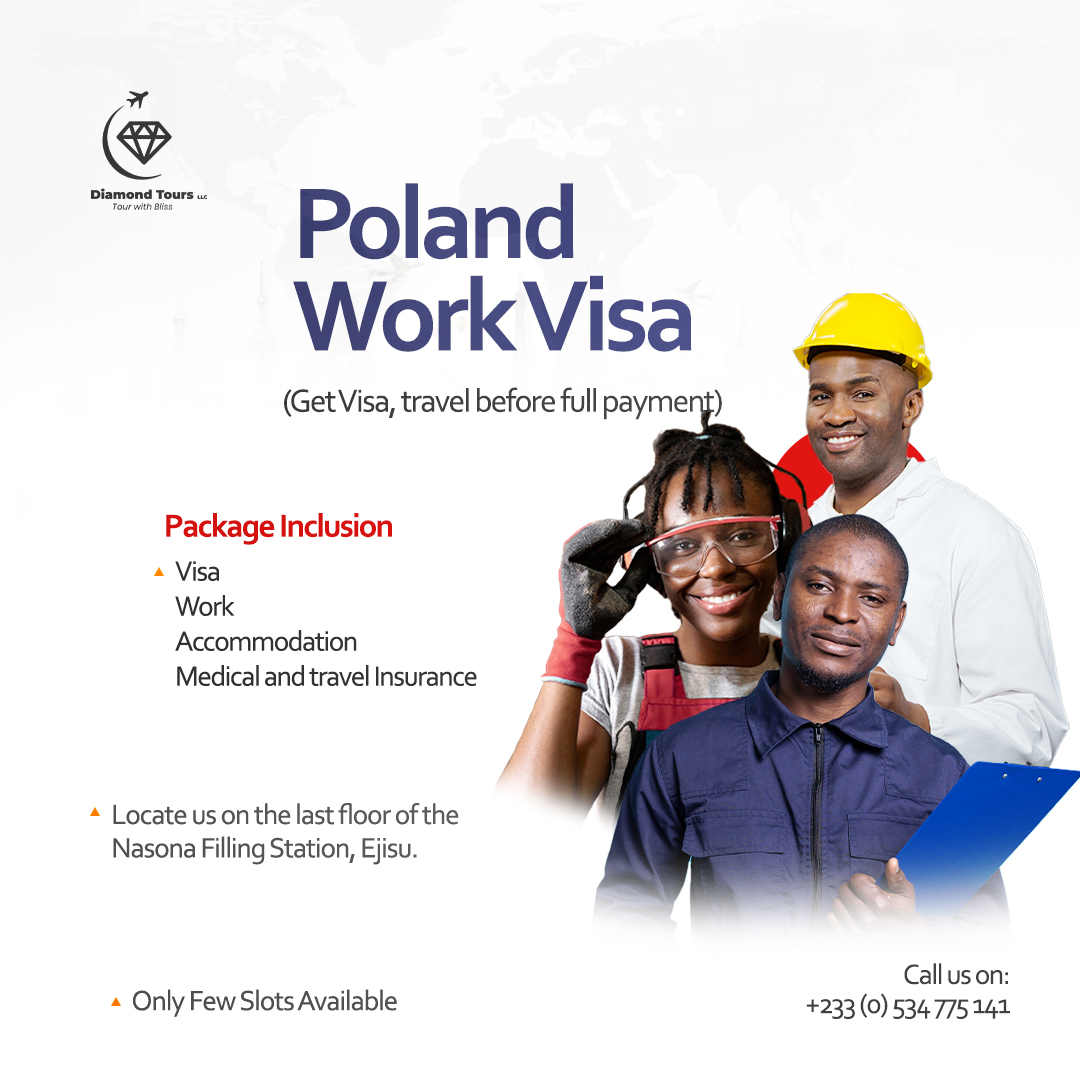 Diamond Tours LLC
Tour with Bliss
Poland
Work Visa
(Get Visa, travel before full payment)
Package Inclusion
Visa
Work
Accommodation
Medical and travel Insurance
Locate us on the last floor of the
Nasona Filling Station, Ejisu.
Only Few Slots Available
Call us on:
+233 (0) 534 775 141